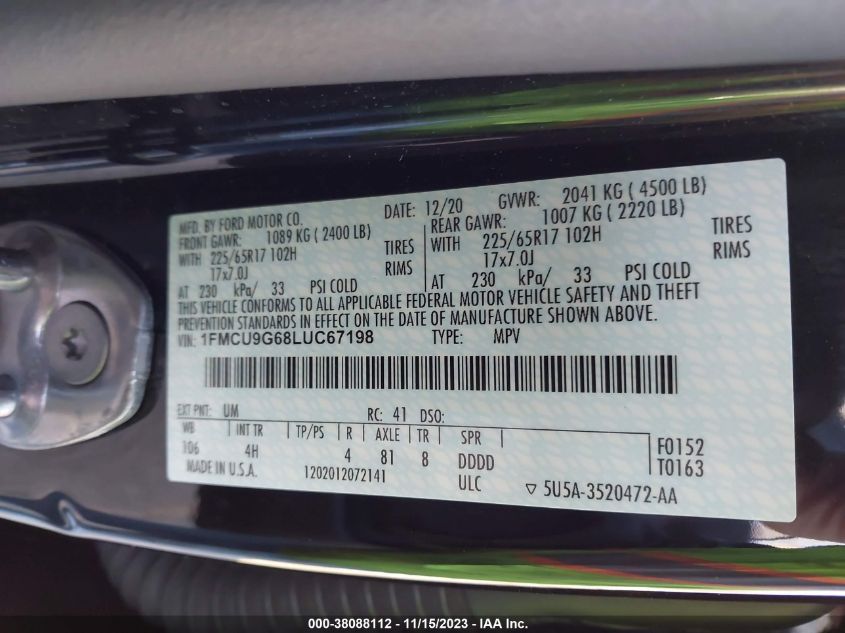 MFD. BY FORD MOTOR CO. DATE: 12/20 GVWR: 2041 KG ( 4500 LB)
FRONT GAWR: 1089 KG ( 2400 LB) REAR GAWR: 1007 KG ( 2220 LB)
WITH 225/65R17 102H TIRES WITH 225/65R17 102H TIRES
17x7.0J RIMS 17x7.0J RIMS
AT 230 kPa/ 33 PSI COLD AT 230 kPa/ 33 PSI COLD
THIS VEHICLE CONFORMS TO ALL APPLICABLE FEDERAL MOTOR VEHICLE SAFETY AND THEFT
PREVENTION STANDARDS IN EFFECT ON THE DATE OF MANUFACTURE SHOWN ABOVE.
VIN: 1FMCU9G68LUC67198 TYPE: MPV
EXT PNT: UM RC: 41 DSO:
WB INT TR TP/PS R AXLE TR SPR
106 4H 4 81 8 DDDD F0152
MADE IN U.S.A. 1202012072141 ULC T0163
▽ 5U5A-3520472-AA
000-38088112 - 11/15/2023 - IAA Inc.